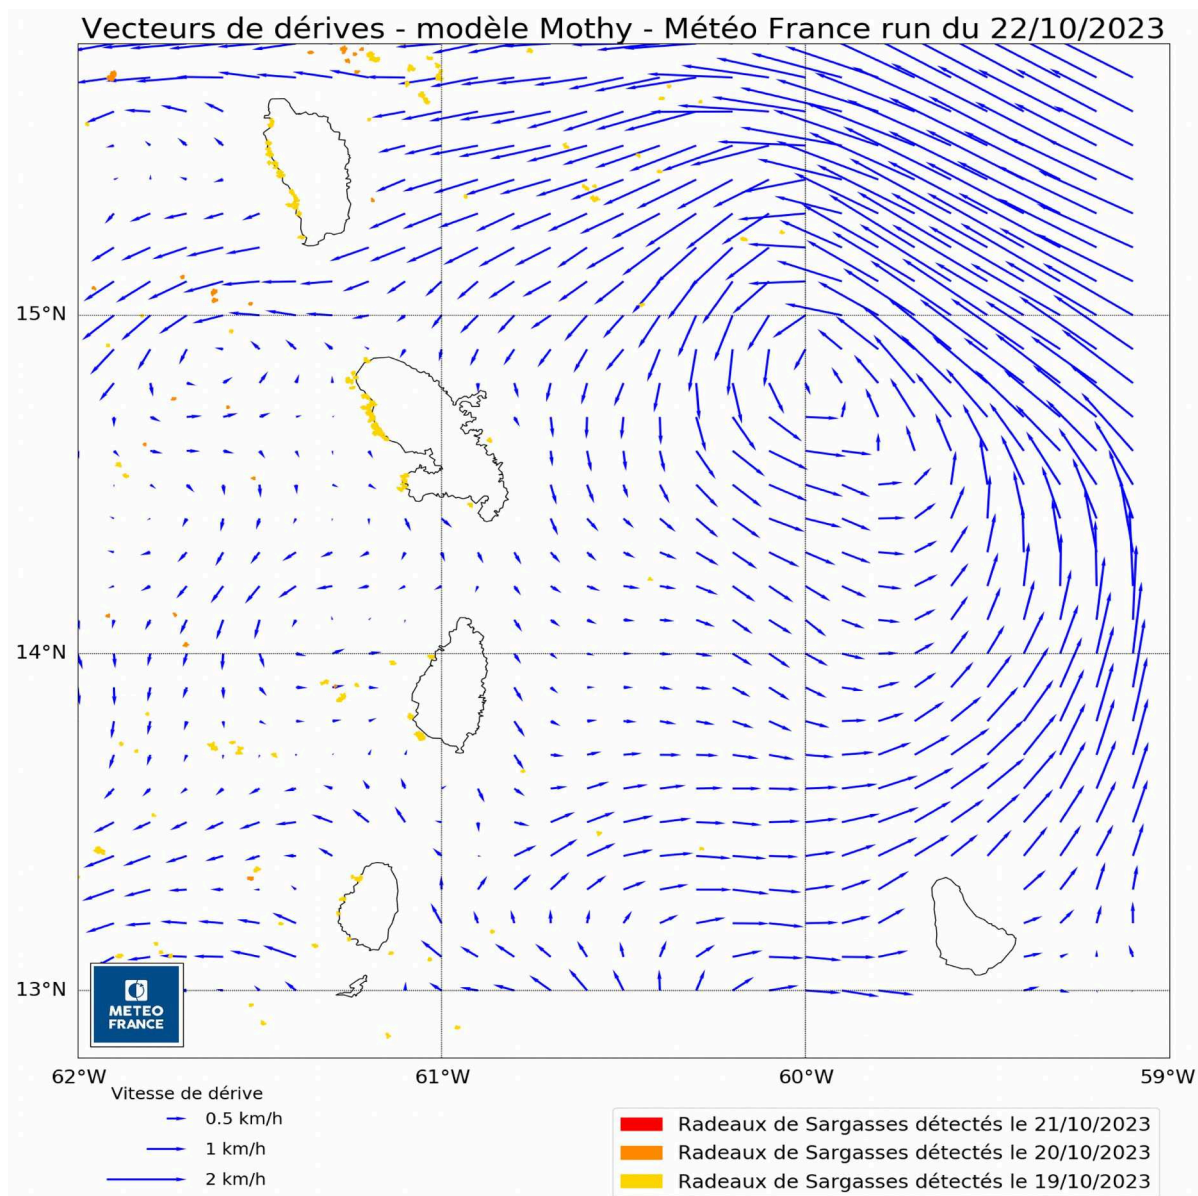 Vecteurs de dérives - modèle Mothy - Météo France run du 22/10/2023
15°N
14°N
13°N
METEO
FRANCE
62°W
61°W
60°W
59°W
Vitesse de dérive
0.5 km/h
1 km/h
2 km/h
Radeaux de Sargasses détectés le 21/10/2023
Radeaux de Sargasses détectés le 20/10/2023
Radeaux de Sargasses détectés le 19/10/2023